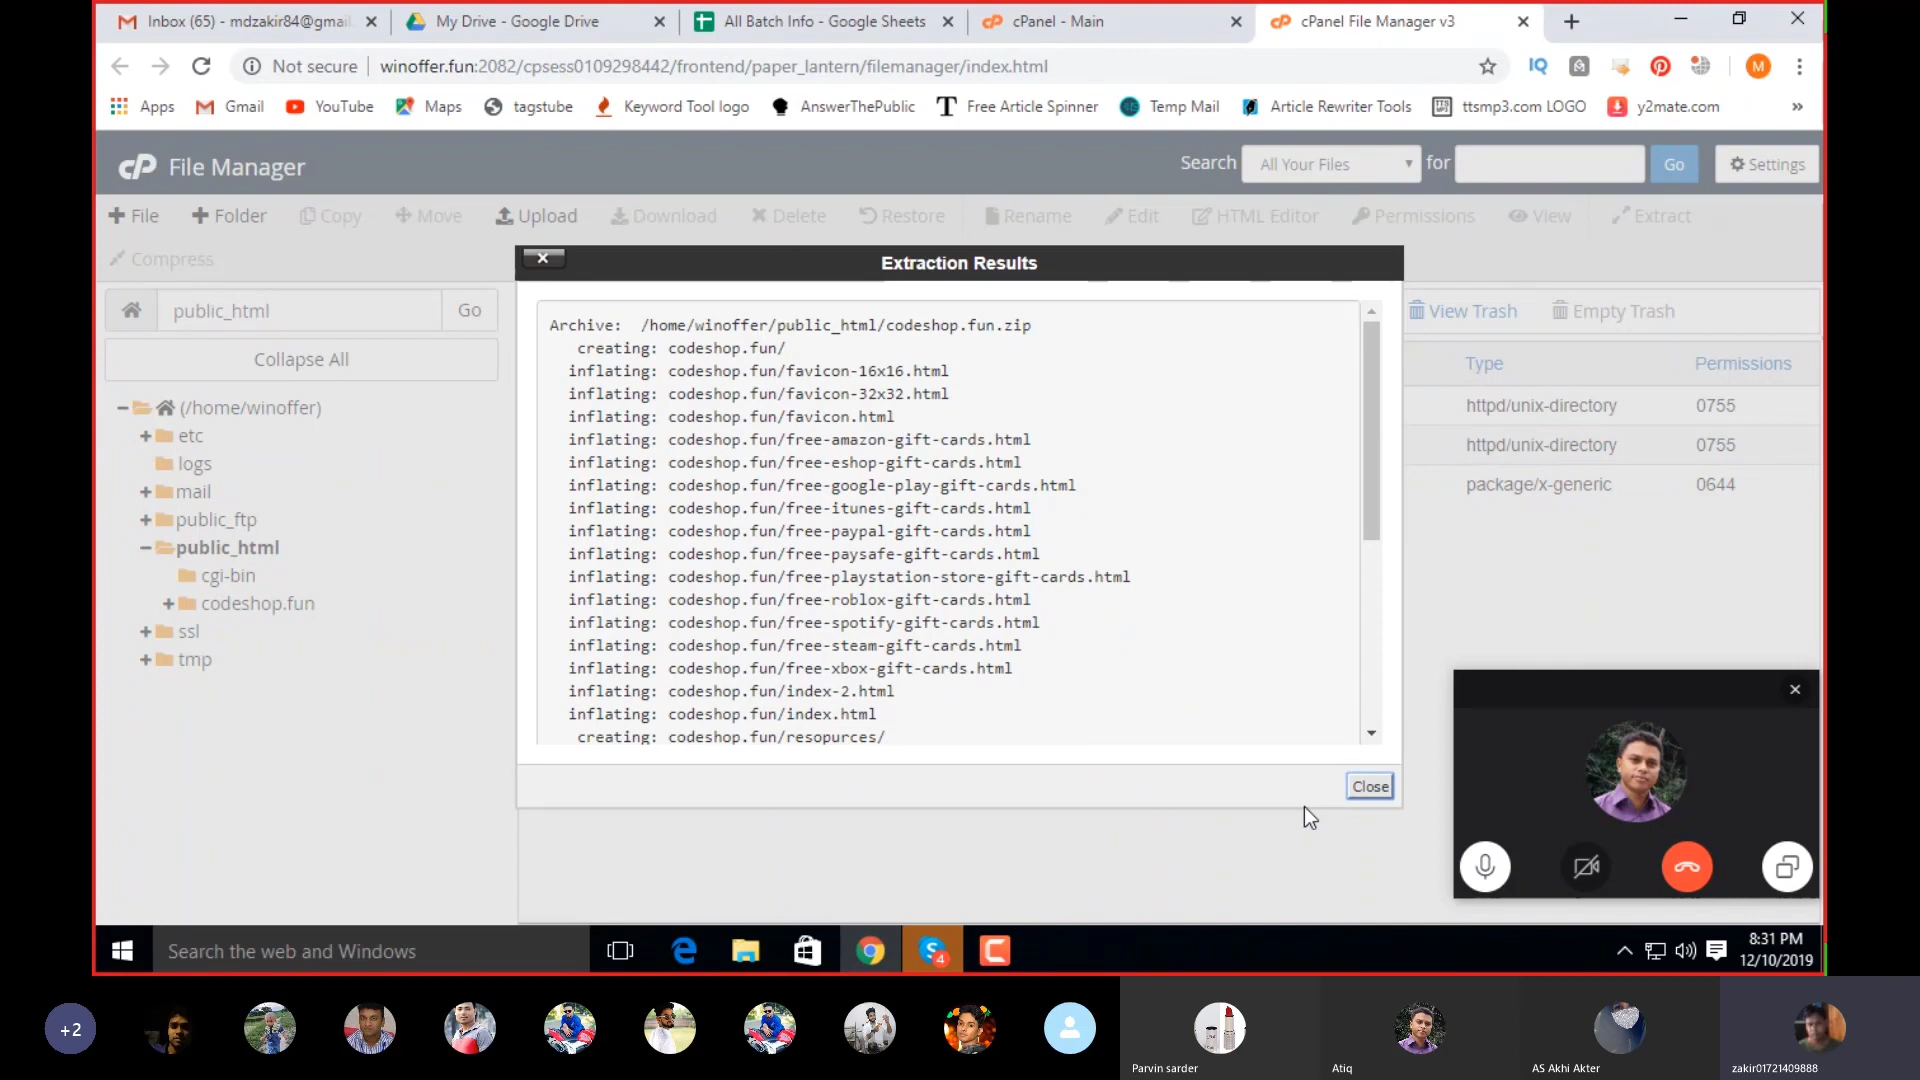 Inbox (65) - mdzakir84@gmai
My Drive - Google Drive
All Batch Info - Google Sheets
cPanel - Main
cPanel File Manager v3
Not secure
winoffer.fun:2082/cpsess0109298442/frontend/paper_lantern/filemanager/index.html
IQ
M
Apps
Gmail
YouTube
Maps
tagstube
Keyword Tool logo
AnswerThePublic
Free Article Spinner
Temp Mail
Article Rewriter Tools
ttsmp3.com LOGO
y2mate.com
»
cP File Manager
Search All Your Files for Go Settings
File Folder Copy Move Upload Download Delete Restore Rename Edit HTML Editor Permissions View Extract
Compress
Extraction Results
public_html Go
View Trash Empty Trash
Collapse All
Type Permissions
(/home/winoffer)
etc
logs
mail
public_ftp
public_html
cgi-bin
codeshop.fun
ssl
tmp
Archive: /home/winoffer/public_html/codeshop.fun.zip
creating: codeshop.fun/
inflating: codeshop.fun/favicon-16x16.html
inflating: codeshop.fun/favicon-32x32.html
inflating: codeshop.fun/favicon.html
inflating: codeshop.fun/free-amazon-gift-cards.html
inflating: codeshop.fun/free-eshop-gift-cards.html
inflating: codeshop.fun/free-google-play-gift-cards.html
inflating: codeshop.fun/free-itunes-gift-cards.html
inflating: codeshop.fun/free-paypal-gift-cards.html
inflating: codeshop.fun/free-paysafe-gift-cards.html
inflating: codeshop.fun/free-playstation-store-gift-cards.html
inflating: codeshop.fun/free-roblox-gift-cards.html
inflating: codeshop.fun/free-spotify-gift-cards.html
inflating: codeshop.fun/free-steam-gift-cards.html
inflating: codeshop.fun/free-xbox-gift-cards.html
inflating: codeshop.fun/index-2.html
inflating: codeshop.fun/index.html
creating: codeshop.fun/resopurces/
httpd/unix-directory 0755
httpd/unix-directory 0755
package/x-generic 0644
Close
Search the web and Windows
4
8:31 PM
12/10/2019
+2
Parvin sarder
Atiq
AS Akhi Akter
zakir01721409888